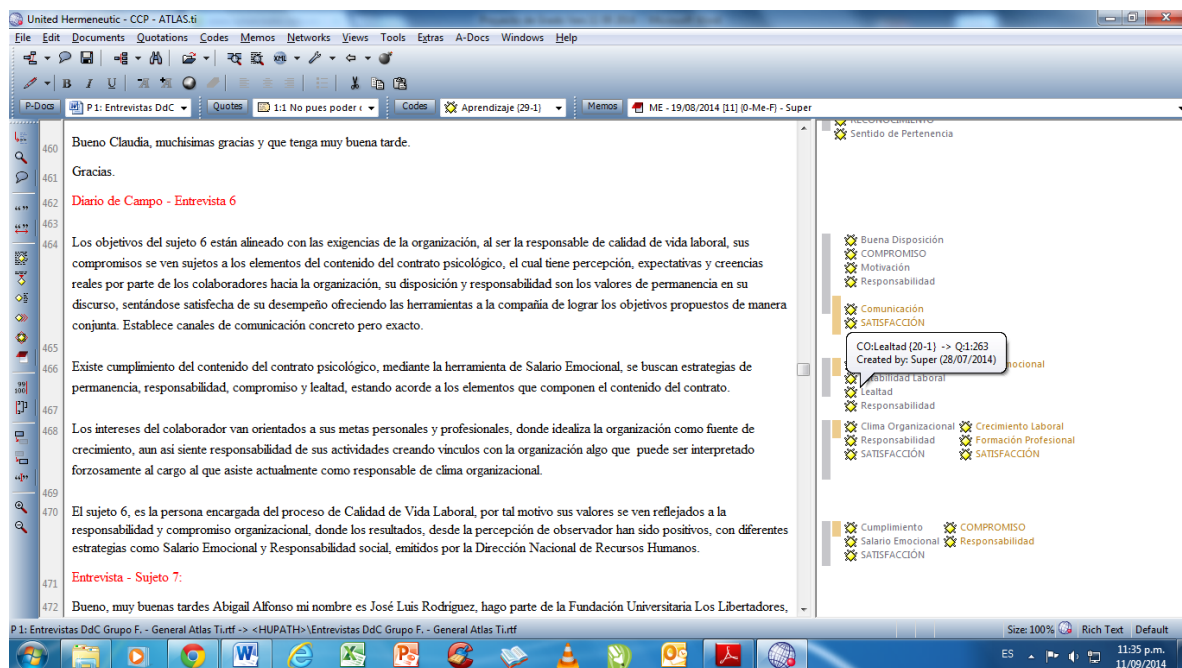 United Hermeneutic - CCP - ATLAS.ti
File Edit Documents Quotations Codes Memos Networks Views Tools Extras A-Docs Windows Help
B I U
P-Docs P 1: Entrevistas DdC Quotes 1:1 No pues poder Codes Aprendizaje {29-1} Memos ME - 19/08/2014 [11] {0-Me-F} - Super
RECONOCIMIENTO
Sentido de Pertenencia
460 Bueno Claudia, muchisimas gracias y que tenga muy buena tarde.
461 Gracias.
462 Diario de Campo - Entrevista 6
463
464 Los objetivos del sujeto 6 están alineado con las exigencias de la organización, al ser la responsable de calidad de vida laboral, sus
compromisos se ven sujetos a los elementos del contenido del contrato psicológico, el cual tiene percepción, expectativas y creencias
reales por parte de los colaboradores hacia la organización, su disposición y responsabilidad son los valores de permanencia en su
discurso, sentándose satisfecha de su desempeño ofreciendo las herramientas a la compañia de lograr los objetivos propuestos de manera
conjunta. Establece canales de comunicación concreto pero exacto.
Buena Disposición
COMPROMISO
Motivación
Responsabilidad
Comunicación
SATISFACCIÓN
CO:Lealtad {20-1} -> Q:1:263
Created by: Super (28/07/2014)
465
466 Existe cumplimiento del contenido del contrato psicológico, mediante la herramienta de Salario Emocional, se buscan estrategias de
permanencia, responsabilidad, compromiso y lealtad, estando acorde a los elementos que componen el contenido del contrato.
Lealtad
Responsabilidad
467
468 Los intereses del colaborador van orientados a sus metas personales y profesionales, donde idealiza la organización como fuente de
crecimiento, aun asi siente responsabilidad de sus actividades creando vinculos con la organización algo que puede ser interpretado
forzosamente al cargo al que asiste actualmente como responsable de clima organizacional.
Clima Organizacional Crecimiento Laboral
Responsabilidad Formación Profesional
SATISFACCIÓN SATISFACCIÓN
469
470 El sujeto 6, es la persona encargada del proceso de Calidad de Vida Laboral, por tal motivo sus valores se ven reflejados a la
responsabilidad y compromiso organizacional, donde los resultados, desde la percepción de observador han sido positivos, con diferentes
estrategias como Salario Emocional y Responsabilidad social, emitidos por la Dirección Nacional de Recursos Humanos.
Cumplimiento COMPROMISO
Salario Emocional Responsabilidad
SATISFACCIÓN
471 Entrevista - Sujeto 7:
472 Bueno, muy buenas tardes Abigail Alfonso mi nombre es José Luis Rodriguez, hago parte de la Fundación Universitaria Los Libertadores,
P 1: Entrevistas DdC Grupo F. - General Atlas Ti.rtf -> <HUPATH>\Entrevistas DdC Grupo F. - General Atlas Ti.rtf
Size: 100% Rich Text Default
ES 11:35 p.m.
11/09/2014